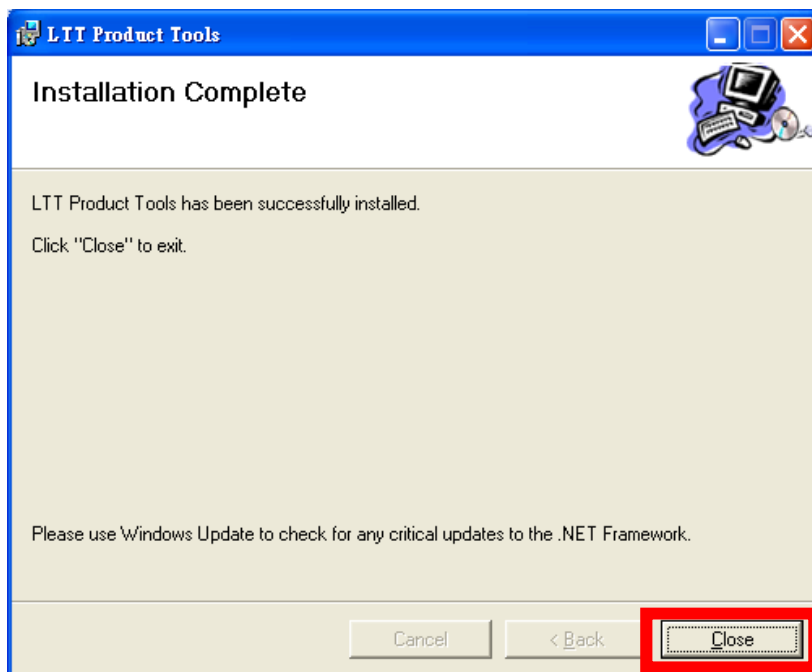 LTT Product Tools
Installation Complete
LTT Product Tools has been successfully installed.
Click "Close" to exit.
Please use Windows Update to check for any critical updates to the .NET Framework.
Cancel
< Back
Close